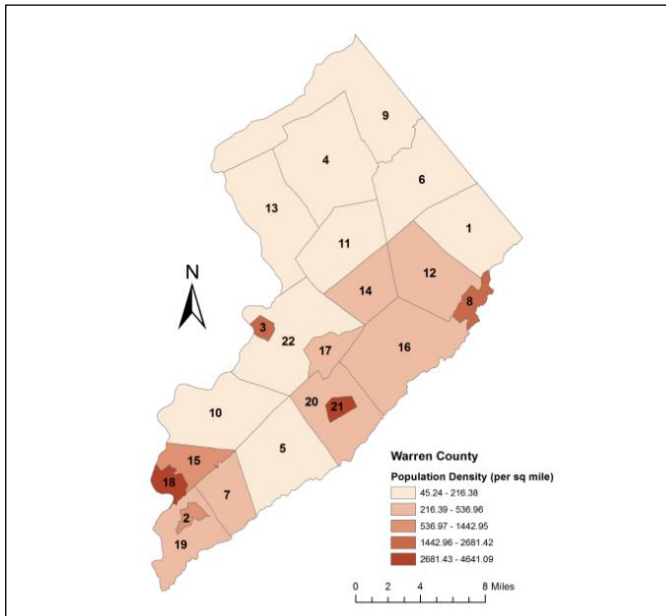 9
4
6
13
1
11
12
14
8
N
3
22
17
16
20
21
10
5
15
18
7
2
19
Warren County
Population Density (per sq mile)
45.24 - 216.38
216.39 - 536.96
536.97 - 1442.95
1442.96 - 2681.42
2681.43 - 4641.09
0 2 4 8 Miles